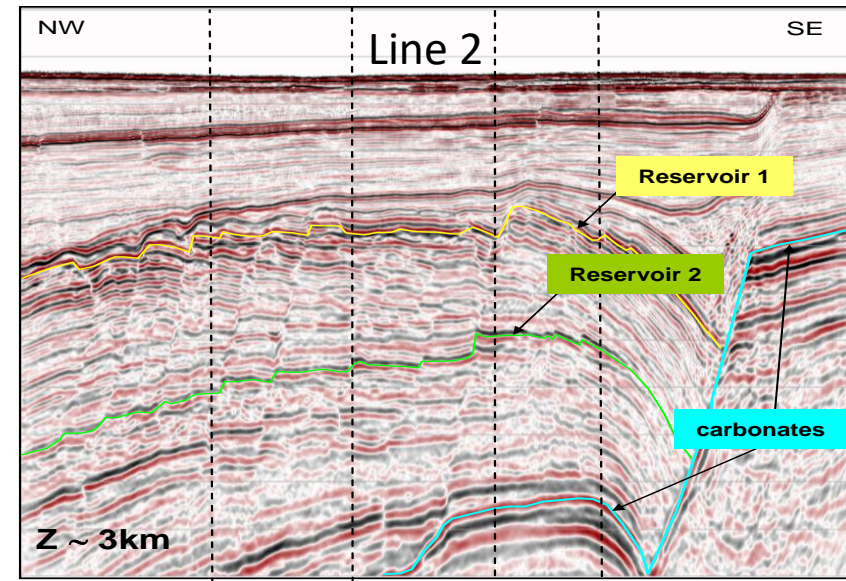 NW
Line 2
SE
Reservoir 1
Reservoir 2
carbonates
Z ~ 3km